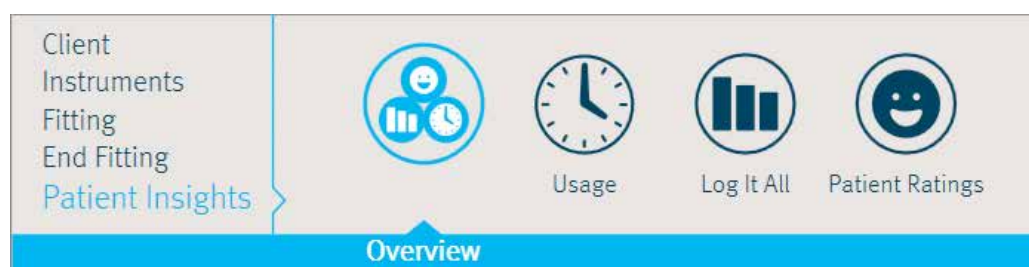 Client
Instruments
Fitting
End Fitting
Patient Insights
Usage
Log It All
Patient Ratings
Overview